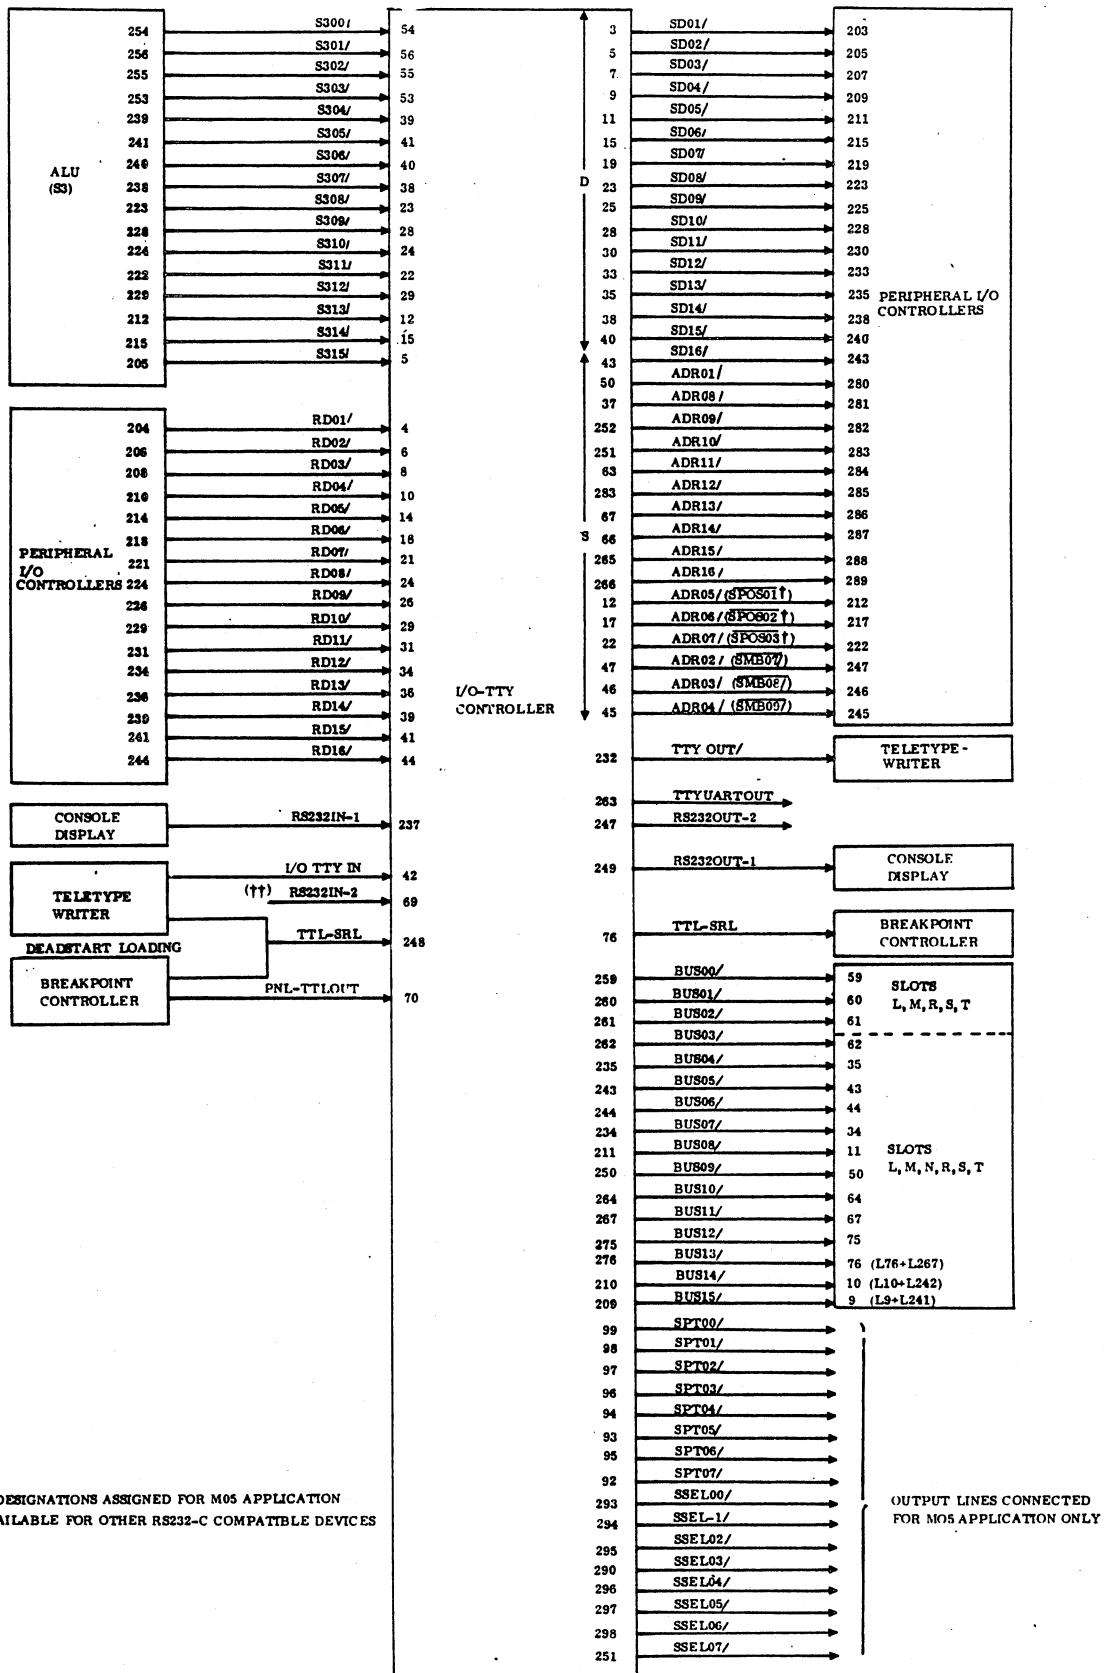 254 S300/ 54
256 S301/ 56
255 S302/ 55
253 S303/ 53
239 S304/ 39
241 S305/ 41
240 S306/ 40
ALU
(S3)
238 S307/ 38
223 S308/ 23
228 S309/ 28
224 S310/ 24
222 S311/ 22
229 S312/ 29
212 S313/ 12
215 S314/ 15
205 S315/ 5
204 RD01/ 4
206 RD02/ 6
208 RD03/ 8
210 RD04/ 10
214 RD05/ 14
218 RD06/ 18
PERIPHERAL
I/O
CONTROLLERS
221 RD07/ 21
224 RD08/ 24
226 RD09/ 26
229 RD10/ 29
231 RD11/ 31
234 RD12/ 34
236 RD13/ 36
239 RD14/ 39
241 RD15/ 41
244 RD16/ 44
CONSOLE
DISPLAY
RS232IN-1 237
TELETYPE
WRITER
I/O TTY IN 42
(††) RS232IN-2 69
DEADSTART LOADING
TTL-SRL 248
BREAKPOINT
CONTROLLER
PNL-TTLOUT 70
I/O-TTY
CONTROLLER
D
S
3 SD01/ 203
5 SD02/ 205
7 SD03/ 207
9 SD04/ 209
11 SD05/ 211
15 SD06/ 215
19 SD07/ 219
23 SD08/ 223
25 SD09/ 225
28 SD10/ 228
30 SD11/ 230
33 SD12/ 233
35 SD13/ 235
38 SD14/ 238
40 SD15/ 240
43 SD16/ 243
PERIPHERAL I/O
CONTROLLERS
50 ADR01/ 280
37 ADR08/ 281
252 ADR09/ 282
251 ADR10/ 283
63 ADR11/ 284
283 ADR12/ 285
67 ADR13/ 286
66 ADR14/ 287
265 ADR15/ 288
266 ADR16/ 289
12 ADR05/(SPOS01†) 212
17 ADR06/(SPOS02†) 217
22 ADR07/(SPOS03†) 222
47 ADR02/ (SMB07/) 247
46 ADR03/ (SMB08/) 246
45 ADR04/ (SMB09/) 245
232 TTY OUT/
TELETYPE-
WRITER
263 TTYUARTOUT
247 RS232OUT-2
249 RS232OUT-1
CONSOLE
DISPLAY
76 TTL-SRL
BREAKPOINT
CONTROLLER
259 BUS00/ 59
260 BUS01/ 60
261 BUS02/ 61
SLOTS
L, M, R, S, T
262 BUS03/ 62
235 BUS04/ 35
243 BUS05/ 43
244 BUS06/ 44
234 BUS07/ 34
211 BUS08/ 11
250 BUS09/ 50
SLOTS
L, M, N, R, S, T
264 BUS10/ 64
267 BUS11/ 67
275 BUS12/ 75
276 BUS13/ 76 (L76+L267)
210 BUS14/ 10 (L10+L242)
209 BUS15/ 9 (L9+L241)
99 SPT00/
98 SPT01/
97 SPT02/
96 SPT03/
94 SPT04/
93 SPT05/
95 SPT06/
92 SPT07/
293 SSEL00/
294 SSEL-1/
295 SSEL02/
290 SSEL03/
296 SSEL04/
297 SSEL05/
298 SSEL06/
251 SSEL07/
OUTPUT LINES CONNECTED
FOR MO5 APPLICATION ONLY
DESIGNATIONS ASSIGNED FOR M05 APPLICATION
AILABLE FOR OTHER RS232-C COMPATIBLE DEVICES